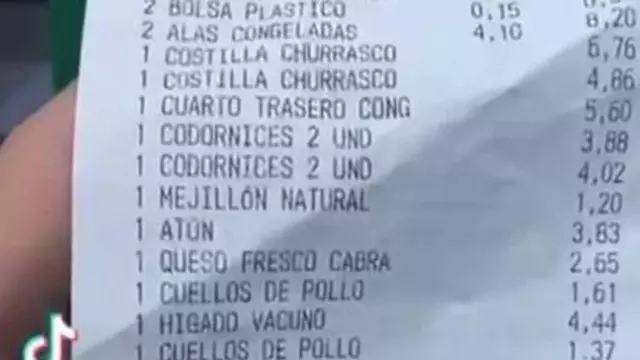 2 BOLSA PLASTICO 0,15
2 ALAS CONGELADAS 4,10 8,20
1 COSTILLA CHURRASCO 6,76
1 COSTILLA CHURRASCO 4,86
1 CUARTO TRASERO CONG 5,60
1 CODORNICES 2 UND 3,88
1 CODORNICES 2 UND 4,02
1 MEJILLÓN NATURAL 1,20
1 ATÚN 3,83
1 QUESO FRESCO CABRA 2,65
1 CUELLOS DE POLLO 1,61
1 HIGADO VACUNO 4,44
1 CUELLOS DE POLLO 1,37